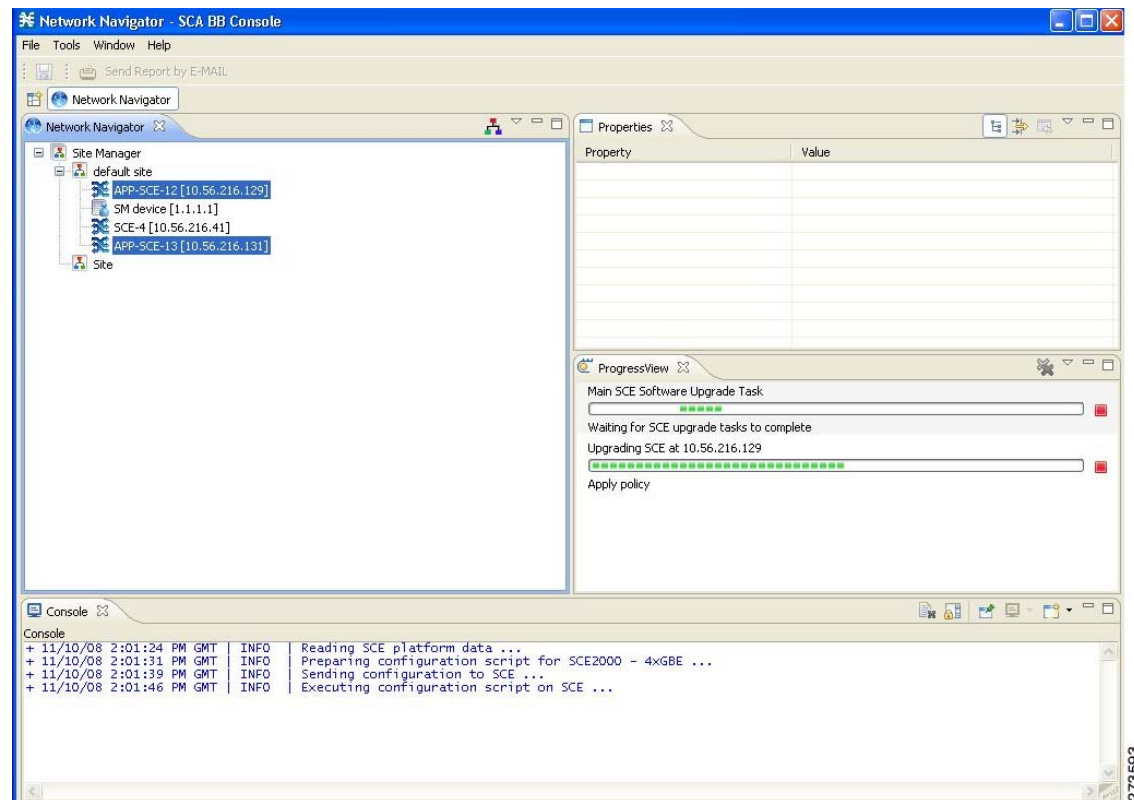 Network Navigator - SCA BB Console
File Tools Window Help
Send Report by E-MAIL
Network Navigator
Network Navigator
Site Manager
default site
APP-SCE-12 [10.56.216.129]
SM device [1.1.1.1]
SCE-4 [10.56.216.41]
APP-SCE-13 [10.56.216.131]
Site
Properties
Property Value
ProgressView
Main SCE Software Upgrade Task
Waiting for SCE upgrade tasks to complete
Upgrading SCE at 10.56.216.129
Apply policy
Console
Console
+ 11/10/08 2:01:24 PM GMT | INFO | Reading SCE platform data ...
+ 11/10/08 2:01:31 PM GMT | INFO | Preparing configuration script for SCE2000 - 4xGBE ...
+ 11/10/08 2:01:39 PM GMT | INFO | Sending configuration to SCE ...
+ 11/10/08 2:01:46 PM GMT | INFO | Executing configuration script on SCE ...
273593